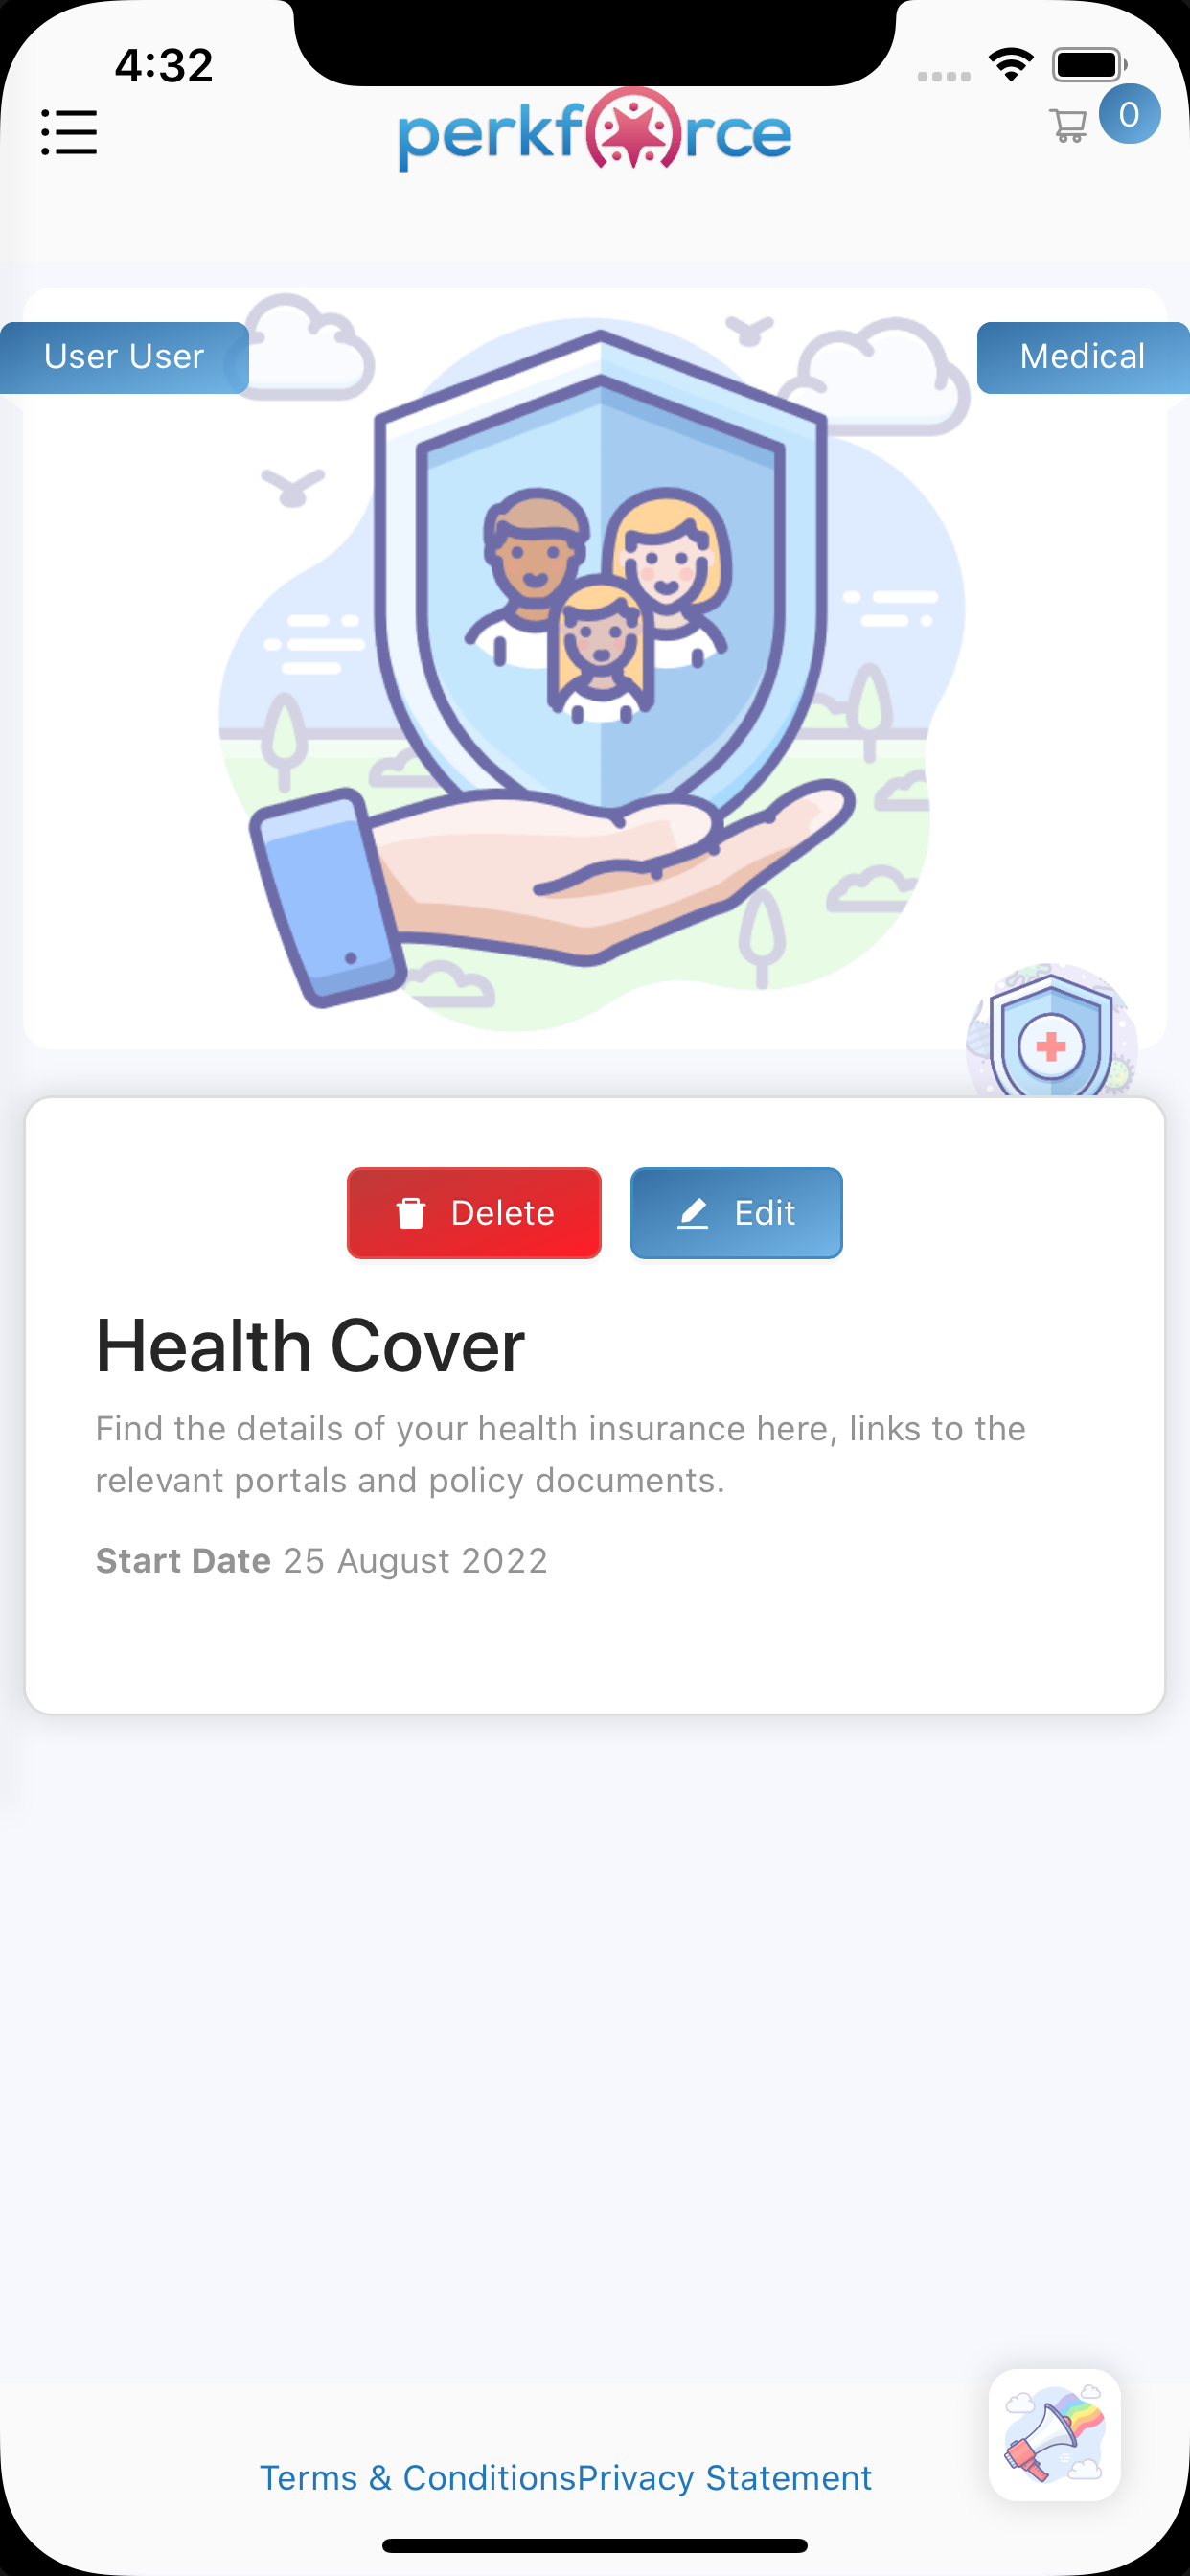 4:32
perkforce
0
User User
Medical
Delete
Edit
Health Cover
Find the details of your health insurance here, links to the
relevant portals and policy documents.
Start Date 25 August 2022
Terms & ConditionsPrivacy Statement